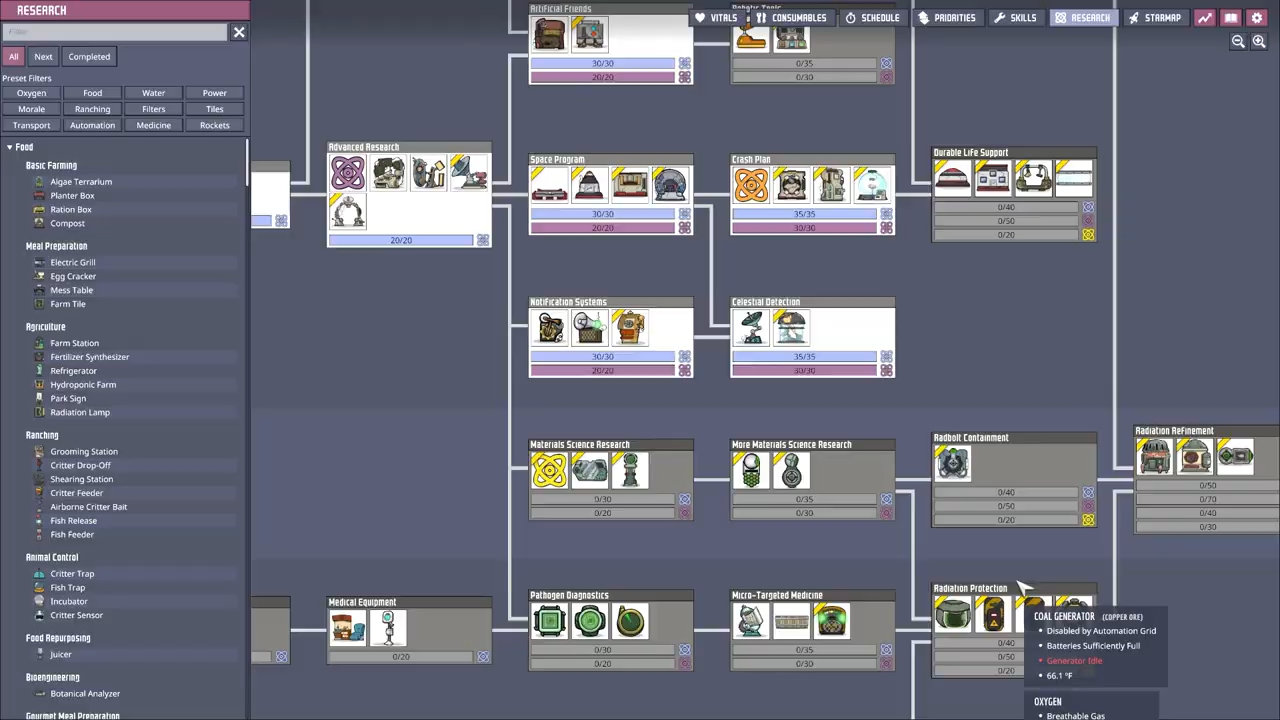 RESEARCH
VITALS
CONSUMABLES
SCHEDULE
PRIORITIES
SKILLS
RESEARCH
STARMAP
Filter
All
Next
Completed
Preset Filters
Oxygen
Food
Water
Power
Morale
Ranching
Filters
Tiles
Transport
Automation
Medicine
Rockets
Food
Basic Farming
Algae Terrarium
Planter Box
Ration Box
Compost
Meal Preparation
Electric Grill
Egg Cracker
Mess Table
Farm Tile
Agriculture
Farm Station
Fertilizer Synthesizer
Refrigerator
Hydroponic Farm
Park Sign
Radiation Lamp
Ranching
Grooming Station
Critter Drop-Off
Shearing Station
Critter Feeder
Airborne Critter Bait
Fish Release
Fish Feeder
Animal Control
Critter Trap
Fish Trap
Incubator
Critter Sensor
Food Repurposing
Juicer
Bioengineering
Botanical Analyzer
Gourmet Meal Preparation
Artificial Friends
30/30
20/20
0/35
0/30
Advanced Research
20/20
Space Program
30/30
20/20
Crash Plan
35/35
30/30
Durable Life Support
0/40
0/50
0/20
Notification Systems
30/30
20/20
Celestial Detection
35/35
30/30
Materials Science Research
0/30
0/20
More Materials Science Research
0/35
0/30
Radbolt Containment
0/40
0/50
0/20
Radiation Refinement
0/50
0/70
0/40
0/30
Medical Equipment
0/20
Pathogen Diagnostics
0/30
0/20
Micro-Targeted Medicine
0/35
0/30
Radiation Protection
0/40
0/50
0/20
COAL GENERATOR (COPPER ORE)
• Disabled by Automation Grid
• Batteries Sufficiently Full
• Generator Idle
• 66.1 °F
OXYGEN
• Breathable Gas